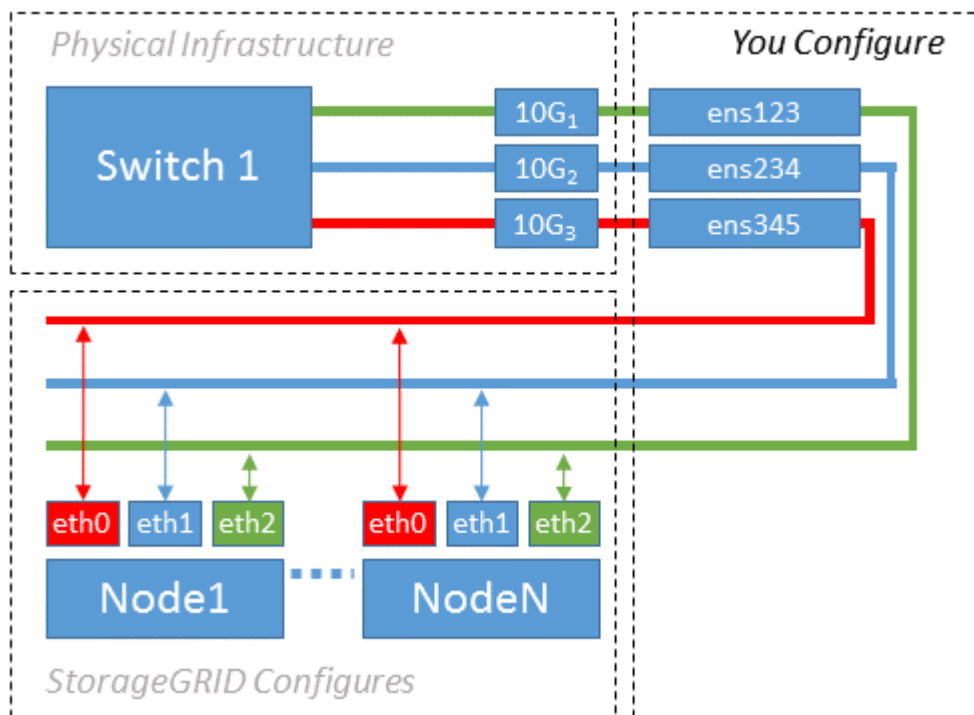 Physical Infrastructure
You Configure
Switch 1
10G₁
ens123
10G₂
ens234
10G₃
ens345
eth0
eth1
eth2
eth0
eth1
eth2
Node1
NodeN
StorageGRID Configures